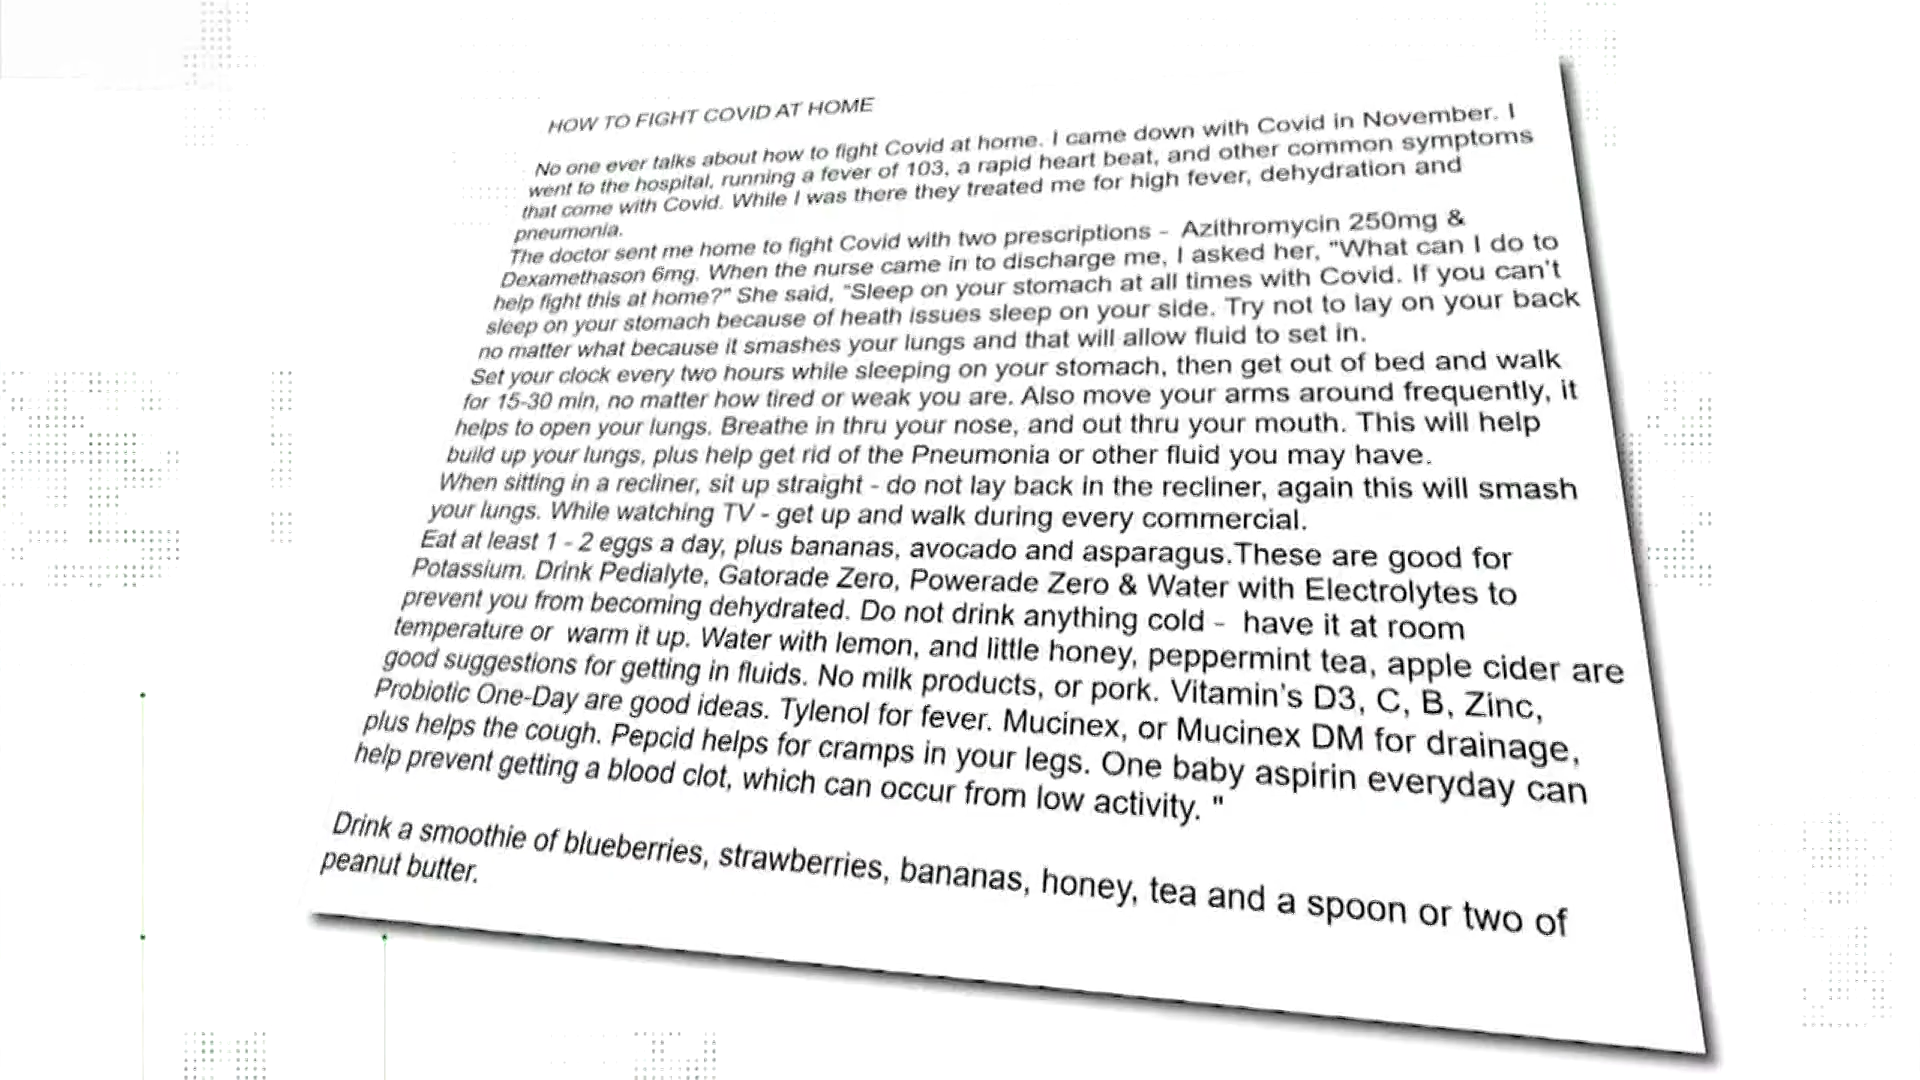 HOW TO FIGHT COVID AT HOME
No one ever talks about how to fight Covid at home. I came down with Covid in November. I
went to the hospital, running a fever of 103, a rapid heart beat, and other common symptoms
that come with Covid. While I was there they treated me for high fever, dehydration and
pneumonia.
The doctor sent me home to fight Covid with two prescriptions - Azithromycin 250mg &
Dexamethason 6mg. When the nurse came in to discharge me, I asked her, "What can I do to
help fight this at home?" She said, "Sleep on your stomach at all times with Covid. If you can't
sleep on your stomach because of heath issues sleep on your side. Try not to lay on your back
no matter what because it smashes your lungs and that will allow fluid to set in.
Set your clock every two hours while sleeping on your stomach, then get out of bed and walk
for 15-30 min, no matter how tired or weak you are. Also move your arms around frequently, it
helps to open your lungs. Breathe in thru your nose, and out thru your mouth. This will help
build up your lungs, plus help get rid of the Pneumonia or other fluid you may have.
When sitting in a recliner, sit up straight - do not lay back in the recliner, again this will smash
your lungs. While watching TV - get up and walk during every commercial.
Eat at least 1 - 2 eggs a day, plus bananas, avocado and asparagus.These are good for
Potassium. Drink Pedialyte, Gatorade Zero, Powerade Zero & Water with Electrolytes to
prevent you from becoming dehydrated. Do not drink anything cold - have it at room
temperature or warm it up. Water with lemon, and little honey, peppermint tea, apple cider are
good suggestions for getting in fluids. No milk products, or pork. Vitamin's D3, C, B, Zinc,
Probiotic One-Day are good ideas. Tylenol for fever. Mucinex, or Mucinex DM for drainage,
plus helps the cough. Pepcid helps for cramps in your legs. One baby aspirin everyday can
help prevent getting a blood clot, which can occur from low activity. "
Drink a smoothie of blueberries, strawberries, bananas, honey, tea and a spoon or two of
peanut butter.